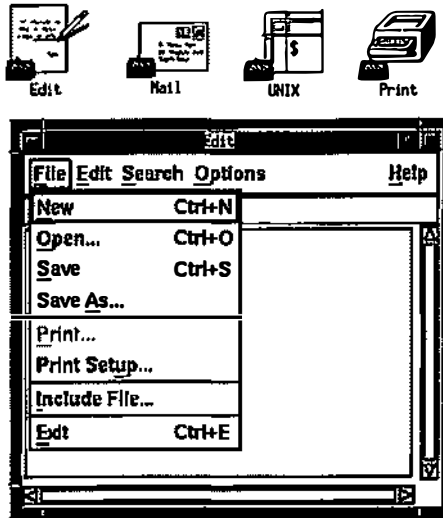 Edit Mail UNIX Print
$
Edit
File Edit Search Options Help
New Ctrl+N
Open... Ctrl+O
Save Ctrl+S
Save As...
Print...
Print Setup...
Include File...
Exit Ctrl+E